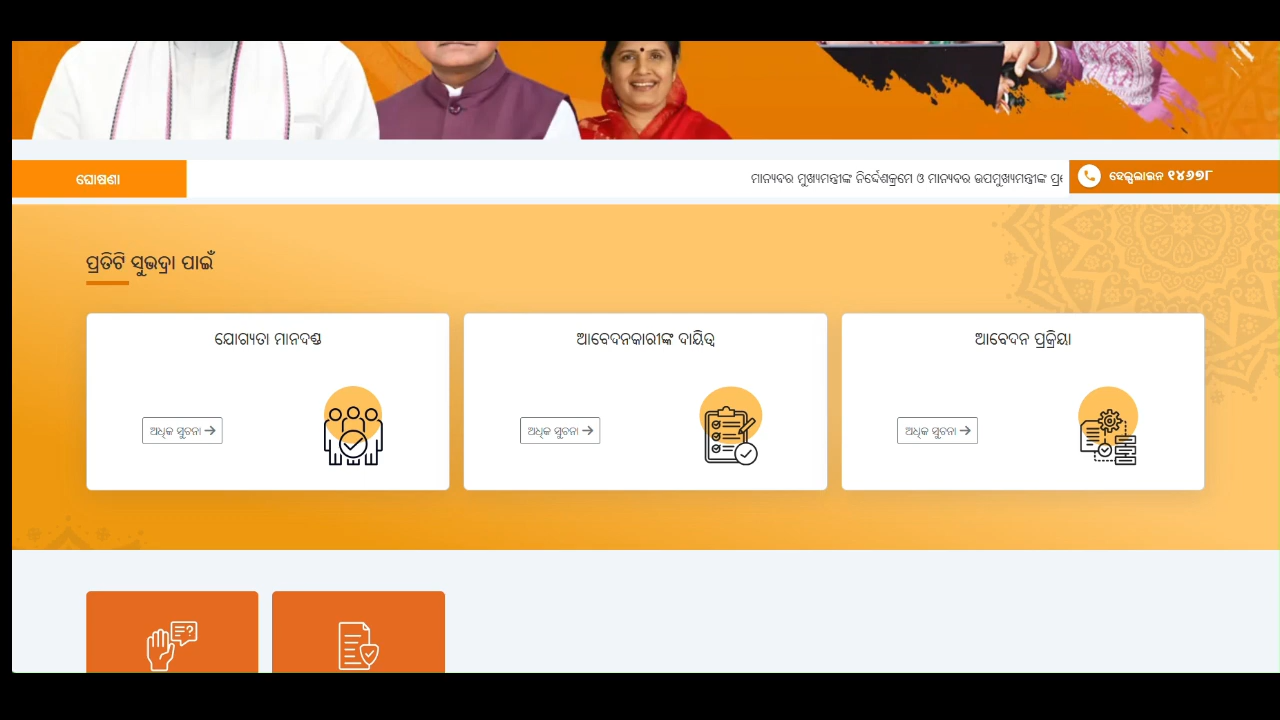 ଘୋଷଣା
ମାନ୍ୟବର ମୁଖ୍ୟମନ୍ତ୍ରୀଙ୍କ ନିର୍ଦ୍ଦେଶକ୍ରମେ ଓ ମାନ୍ୟବର ଉପମୁଖ୍ୟମନ୍ତ୍ରୀଙ୍କ
ହେଲ୍ପଲାଇନ ୧୪୬୭୮
ପ୍ରତିଟି ସୁଭଦ୍ରା ପାଇଁ
ଯୋଗ୍ୟତା ମାନଦଣ୍ଡ
ଅଧିକ ସୁଚନା
ଆବେଦନକାରୀଙ୍କ ଦାୟିତ୍ୱ
ଅଧିକ ସୁଚନା
ଆବେଦନ ପ୍ରକ୍ରିୟା
ଅଧିକ ସୁଚନା